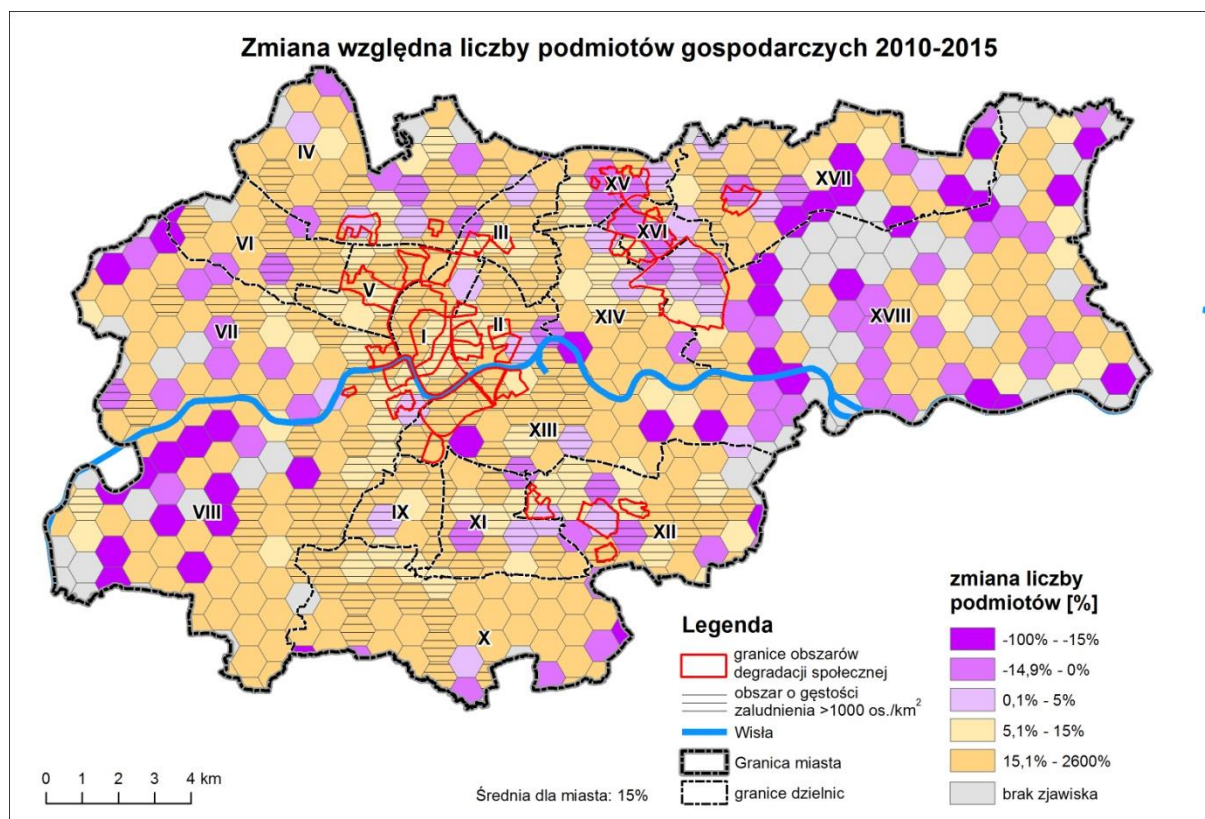 Zmiana względna liczby podmiotów gospodarczych 2010-2015
IV
XV
XVII
XVI
III
VI
V
XVIII
XIV
I
II
VII
XIII
VIII
IX
XI
XII
X
Legenda
granice obszarów
degradacji społecznej
obszar o gęstości
zaludnienia >1000 os./km²
Wisła
Granica miasta
granice dzielnic
zmiana liczby
podmiotów [%]
-100% - -15%
-14,9% - 0%
0,1% - 5%
5,1% - 15%
15,1% - 2600%
brak zjawiska
0 1 2 3 4 km
Średnia dla miasta: 15%